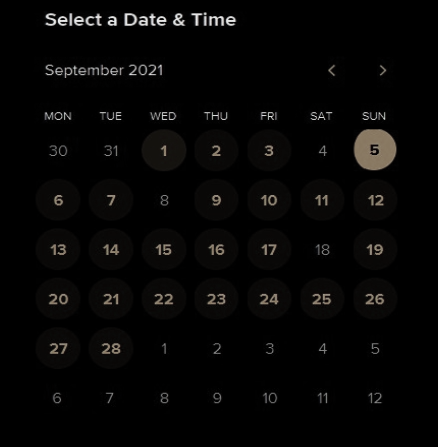 Select a Date & Time
September 2021
MON TUE WED THU FRI SAT SUN
30 31 1 2 3 4 5
6 7 8 9 10 11 12
13 14 15 16 17 18 19
20 21 22 23 24 25 26
27 28 1 2 3 4 5
6 7 8 9 10 11 12